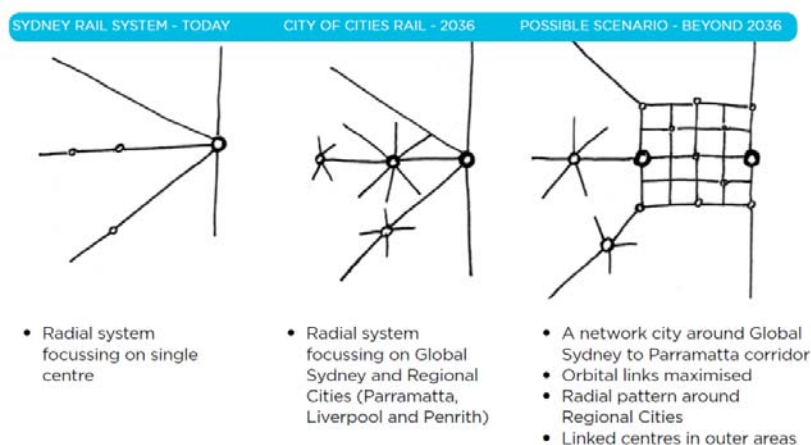 SYDNEY RAIL SYSTEM - TODAY
CITY OF CITIES RAIL - 2036
POSSIBLE SCENARIO - BEYOND 2036
• Radial system
focussing on single
centre
• Radial system
focussing on Global
Sydney and Regional
Cities (Parramatta,
Liverpool and Penrith)
• A network city around Global
Sydney to Parramatta corridor
• Orbital links maximised
• Radial pattern around
Regional Cities
• Linked centres in outer areas